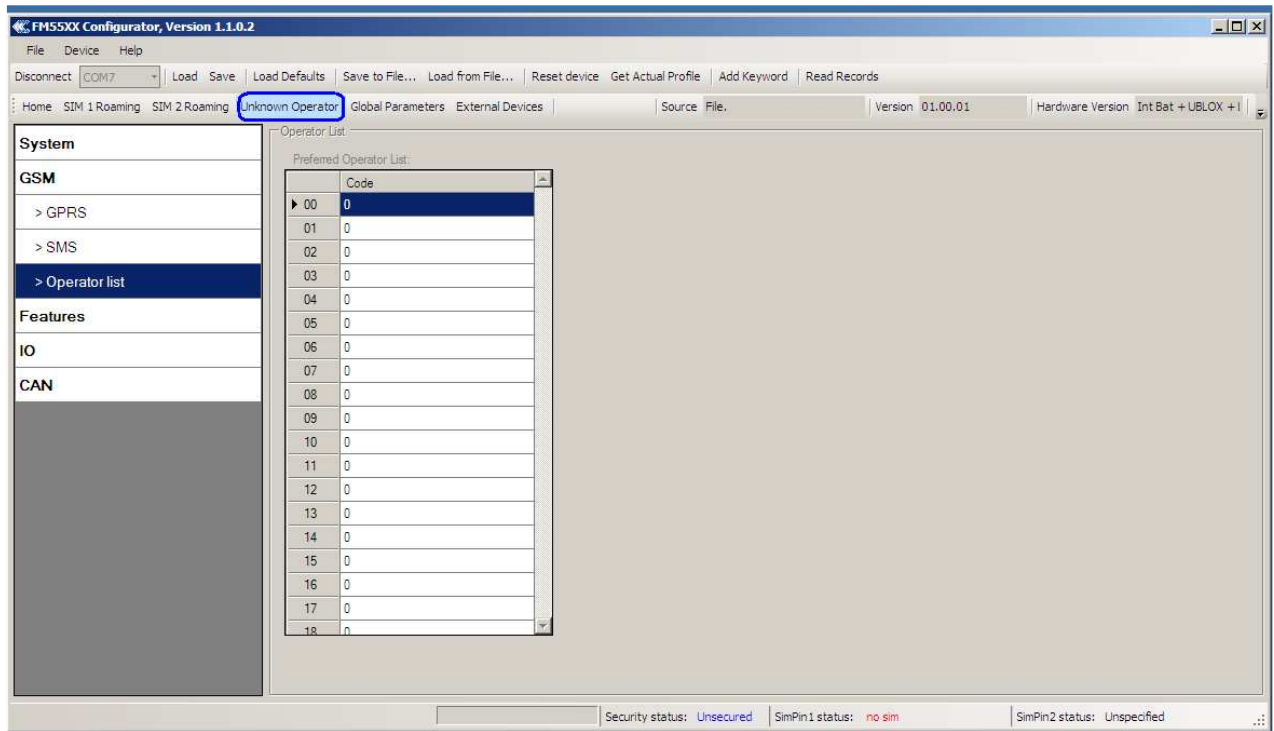 FM55XX Configurator, Version 1.1.0.2
File Device Help
Disconnect COM7 Load Save Load Defaults Save to File... Load from File... Reset device Get Actual Profile Add Keyword Read Records
Home SIM 1 Roaming SIM 2 Roaming Unknown Operator Global Parameters External Devices Source File, Version 01.00.01 Hardware Version Int Bat + UBLOX +
System
GSM
> GPRS
> SMS
> Operator list
Features
IO
CAN
Operator List
Preferred Operator List:
Code
00 0
01 0
02 0
03 0
04 0
05 0
06 0
07 0
08 0
09 0
10 0
11 0
12 0
13 0
14 0
15 0
16 0
17 0
18 0
Security status: Unsecured SimPin1 status: no sim SimPin2 status: Unspecified